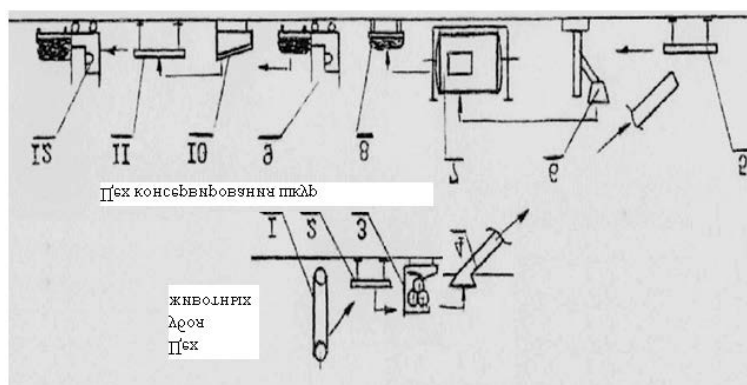 Цех
убоя
животных
1 2 3 4
Цех консервирования шкур
12 11 10 9 8 7 6 5